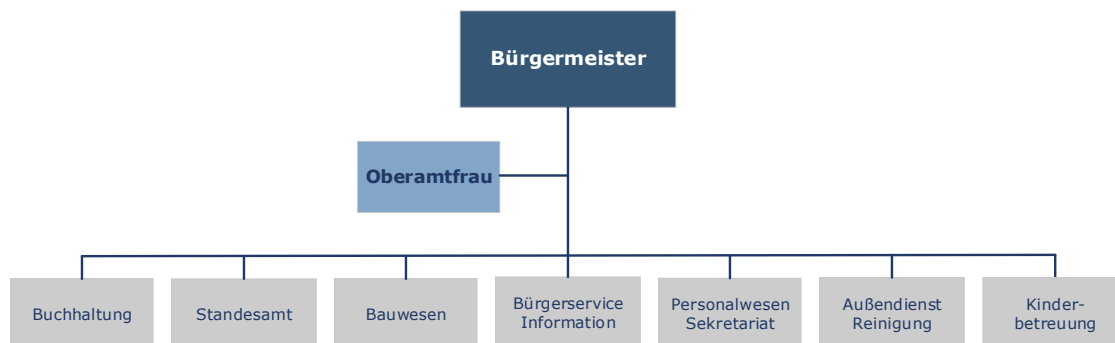 Bürgermeister
Oberamtfrau
Buchhaltung
Standesamt
Bauwesen
Bürgerservice
Information
Personalwesen
Sekretariat
Außendienst
Reinigung
Kinder-
betreuung